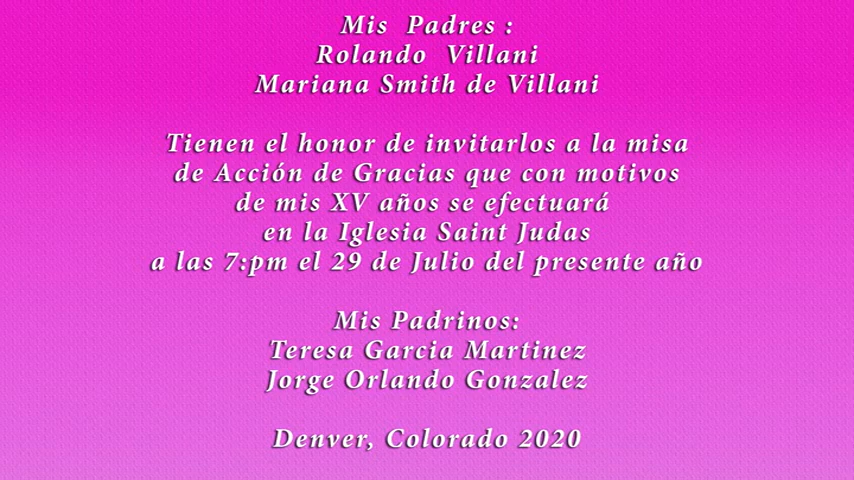 Mis Padres :
Rolando Villani
Mariana Smith de Villani
Tienen el honor de invitarlos a la misa
de Acción de Gracias que con motivos
de mis XV años se efectuará
en la Iglesia Saint Judas
a las 7:pm el 29 de Julio del presente año
Mis Padrinos:
Teresa Garcia Martinez
Jorge Orlando Gonzalez
Denver, Colorado 2020